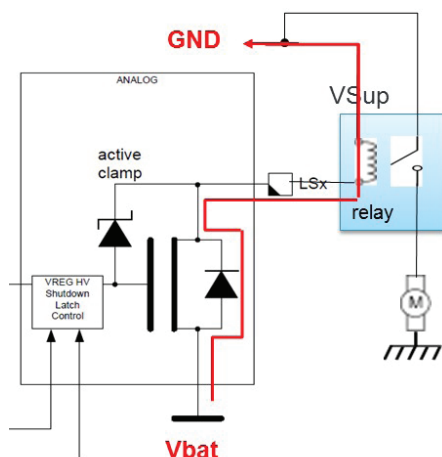 GND
ANALOG
VSup
active
clamp
LSx
relay
VREG HV
Shutdown
Latch
Control
M
Vbat